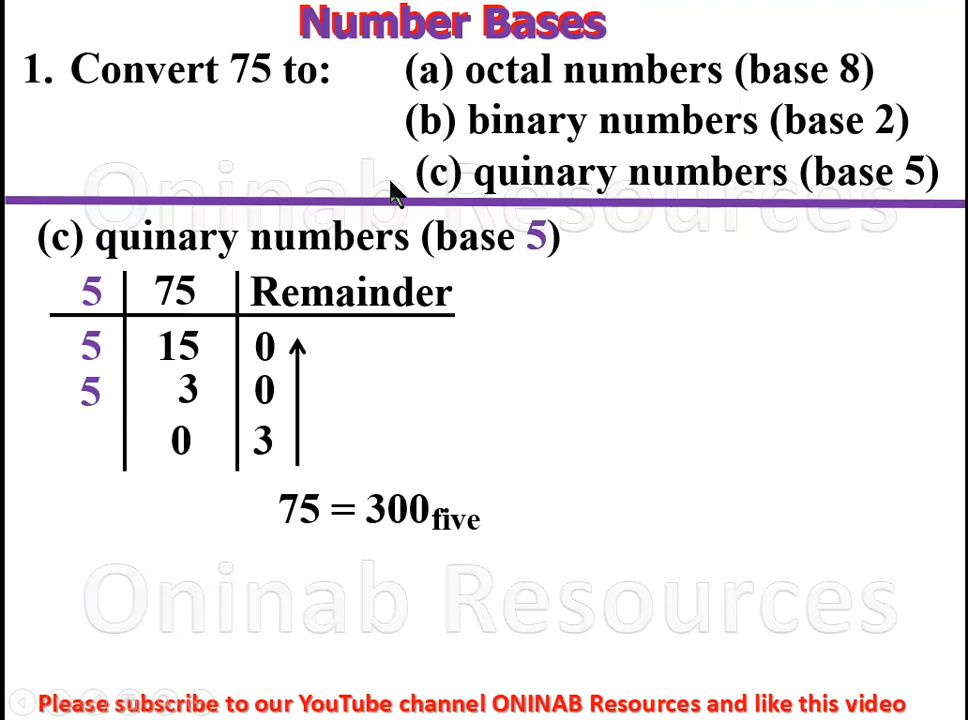 Number Bases
1. Convert 75 to: (a) octal numbers (base 8)
(b) binary numbers (base 2)
(c) quinary numbers (base 5)
Oninab Resources
(c) quinary numbers (base 5)
5 75 Remainder
5 15 0
5 3 0
0 3
75 = 300five
Oninab Resources
Please subscribe to our YouTube channel ONINAB Resources and like this video